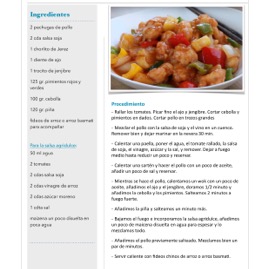 Ingredientes
2 pechugas de pollo
2 cda salsa soja
1 chorrito de Jerez
1 diente de ajo
1 trocito de jengibre
125 gr. pimientos rojos y
verdes
100 gr. cebolla
120 gr. piña
fideos de arroz o arroz basmati
para acompañar
Para la salsa agridulce:
50 ml agua
2 tomates
2 cdas salsa soja
2 cdas vinagre de arroz
2 cdas azúcar moreno
1 cdta sal
maizena un poco disuelta en
poca agua
Procedimiento
- Rallar los tomates. Picar fino el ajo y jengibre. Cortar cebolla y
pimientos en dados. Cortar pollo en trozos grandes.
- Mezclar el pollo con la salsa de soja y el vino en un cuenco.
Remover bien y dejar marinar en la nevera 30 min.
- Calentar una paella, poner el agua, el tomate rallado, la salsa
de soja, el vinagre, azúcar y la sal, y remover. Dejar a fuego
medio hasta reducir un poco y reservar.
- Calentar una sartén y hacer el pollo con un poco de aceite,
añadir un poco de sal y reservar.
- Mientras se hace el pollo, calentamos un wok con un poco de
aceite, añadimos el ajo y el jengibre, doramos 1/2 minuto y
añadimos la cebolla y los pimientos. Salteamos 2 minutos a
fuego fuerte.
- Añadimos la piña y salteamos un minuto más.
- Bajamos el fuego e incorporamos la salsa agridulce, añadimos un
poco de maizena diluida en agua para espesar y lo
mezclamos todo.
- Añadimos el pollo previamente salteado. Mezclamos bien un
par de minutos.
- Servir caliente con fideos chinos de arroz o arroz basmati.